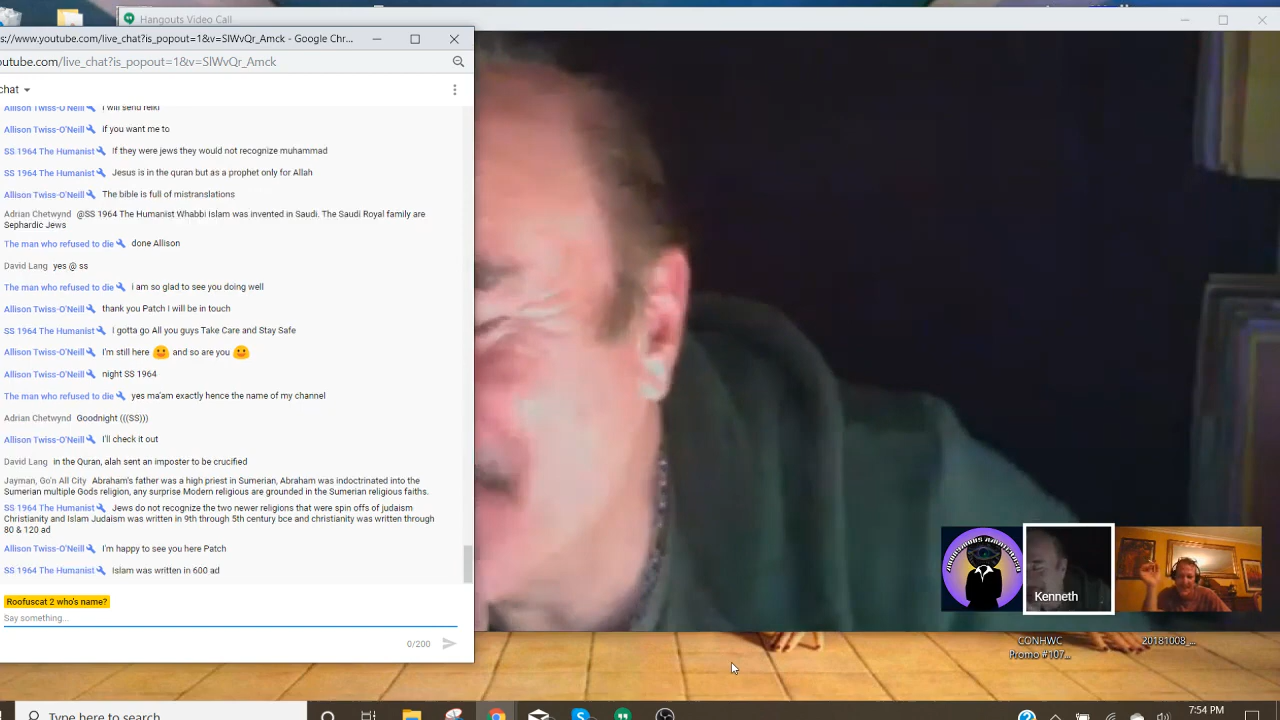 Hangouts Video Call
s://www.youtube.com/live_chat?is_popout=1&v=SlWvQr_Amck - Google Chr...
outube.com/live_chat?is_popout=1&v=SlWvQr_Amck
chat
Allison Twiss-O'Neill I will send reiki
Allison Twiss-O'Neill if you want me to
SS 1964 The Humanist If they were jews they would not recognize muhammad
SS 1964 The Humanist Jesus is in the quran but as a prophet only for Allah
Allison Twiss-O'Neill The bible is full of mistranslations
Adrian Chetwynd @SS 1964 The Humanist Whabbi Islam was invented in Saudi. The Saudi Royal family are
Sephardic Jews
The man who refused to die done Allison
David Lang yes @ ss
The man who refused to die i am so glad to see you doing well
Allison Twiss-O'Neill thank you Patch I will be in touch
SS 1964 The Humanist I gotta go All you guys Take Care and Stay Safe
Allison Twiss-O'Neill I'm still here and so are you
Allison Twiss-O'Neill night SS 1964
The man who refused to die yes ma'am exactly hence the name of my channel
Adrian Chetwynd Goodnight (((SS)))
Allison Twiss-O'Neill I'll check it out
David Lang in the Quran, alah sent an imposter to be crucified
Jayman, Go'n All City Abraham's father was a high priest in Sumerian, Abraham was indoctrinated into the
Sumerian multiple Gods religion, any surprise Modern religious are grounded in the Sumerian religious faiths.
SS 1964 The Humanist Jews do not recognize the two newer religions that were spin offs of judaism
Christianity and Islam Judaism was written in 9th through 5th century bce and christianity was written through
80 & 120 ad
Allison Twiss-O'Neill I'm happy to see you here Patch
SS 1964 The Humanist Islam was written in 600 ad
Roofuscat 2 who's name?
Say something...
0/200
Kenneth
CONHWC
Promo #107...
20181008_...
Type here to search
7:54 PM